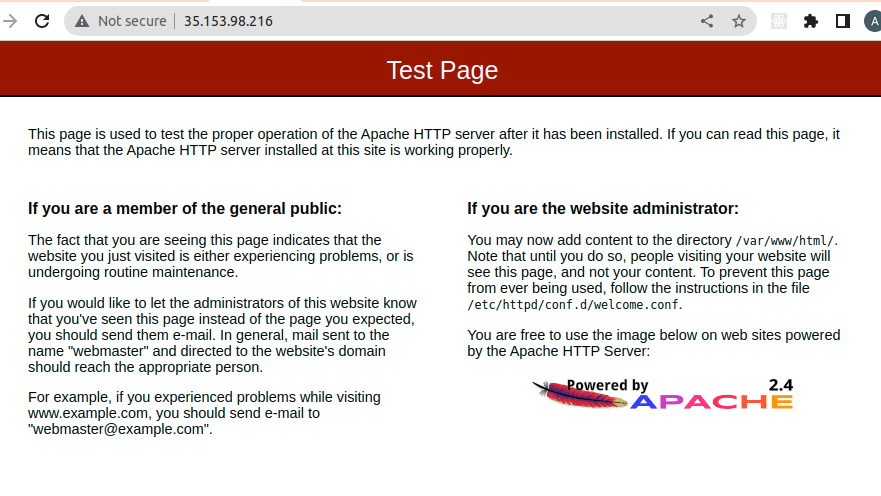 Not secure
35.153.98.216
A
Test Page
This page is used to test the proper operation of the Apache HTTP server after it has been installed. If you can read this page, it
means that the Apache HTTP server installed at this site is working properly.
If you are a member of the general public:
The fact that you are seeing this page indicates that the
website you just visited is either experiencing problems, or is
undergoing routine maintenance.
If you would like to let the administrators of this website know
that you've seen this page instead of the page you expected,
you should send them e-mail. In general, mail sent to the
name "webmaster" and directed to the website's domain
should reach the appropriate person.
For example, if you experienced problems while visiting
www.example.com, you should send e-mail to
"webmaster@example.com".
If you are the website administrator:
You may now add content to the directory /var/www/html/.
Note that until you do so, people visiting your website will
see this page, and not your content. To prevent this page
from ever being used, follow the instructions in the file
/etc/httpd/conf.d/welcome.conf.
You are free to use the image below on web sites powered
by the Apache HTTP Server:
Powered by 2.4
APACHE